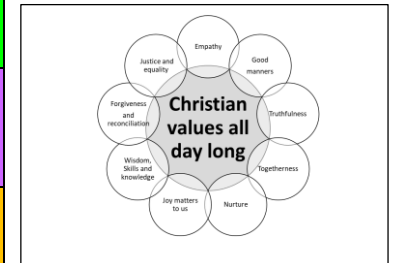 Empathy
Good
manners
Truthfulness
Togetherness
Nurture
Joy matters
to us
Wisdom,
Skills and
knowledge
Forgiveness
and
reconciliation
Justice and
equality
Christian
values all
day long